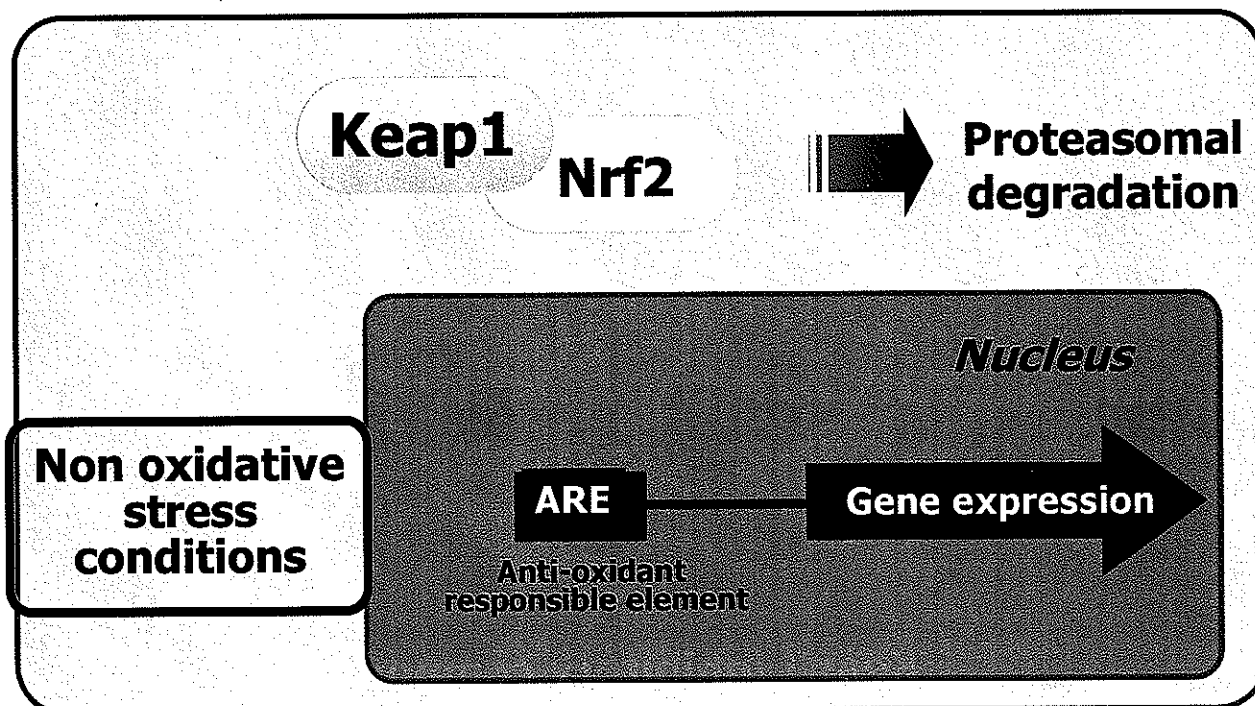 Keap1
Nrf2
Proteasomal
degradation
Nucleus
Non oxidative
stress
conditions
ARE
Gene expression
Anti-oxidant
responsible element